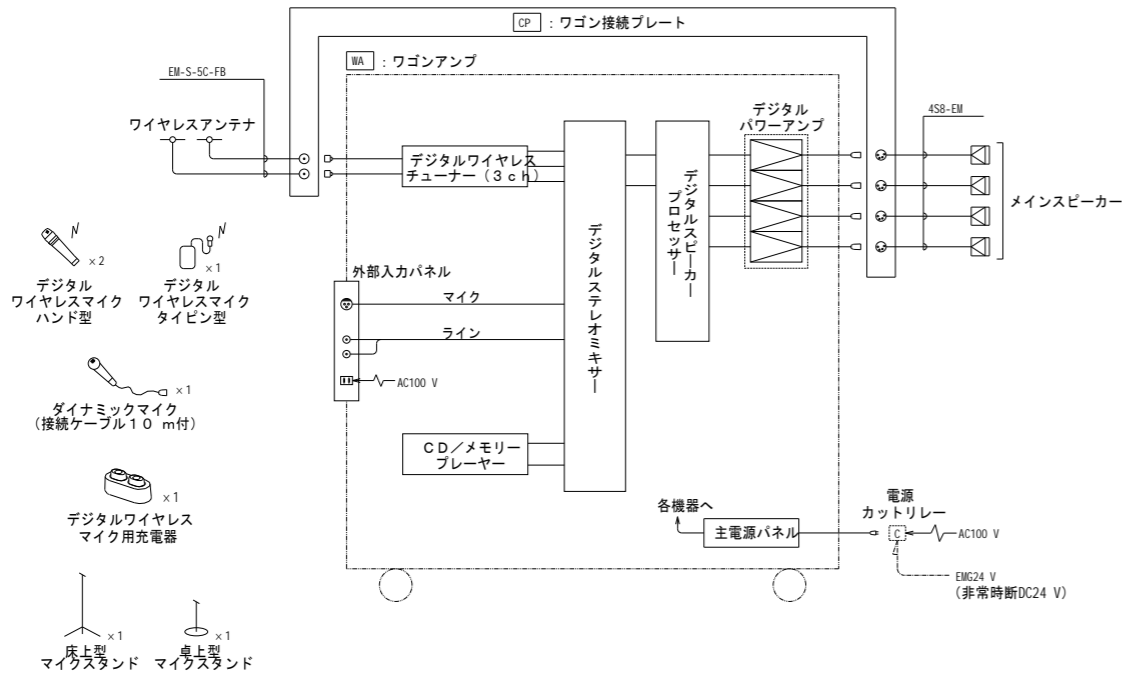 CP ：ワゴン接続プレート
WA ：ワゴンアンプ
EM-S-5C-FB
ワイヤレスアンテナ
デジタルワイヤレス
チューナー（３ｃｈ）
デジタルステレオミキサー
デジタルスピーカー
プロセッサー
デジタル
パワーアンプ
4S8-EM
メインスピーカー
×2
デジタル
ワイヤレスマイク
ハンド型
×1
デジタル
ワイヤレスマイク
タイピン型
外部入力パネル
マイク
ライン
AC100 V
×1
ダイナミックマイク
（接続ケーブル１０ ｍ付）
ＣＤ／メモリー
プレーヤー
×1
デジタルワイヤレス
マイク用充電器
各機器へ
主電源パネル
電源
カットリレー
C
AC100 V
EMG24 V
（非常時断DC24 V）
×1
床上型
マイクスタンド
×1
卓上型
マイクスタンド